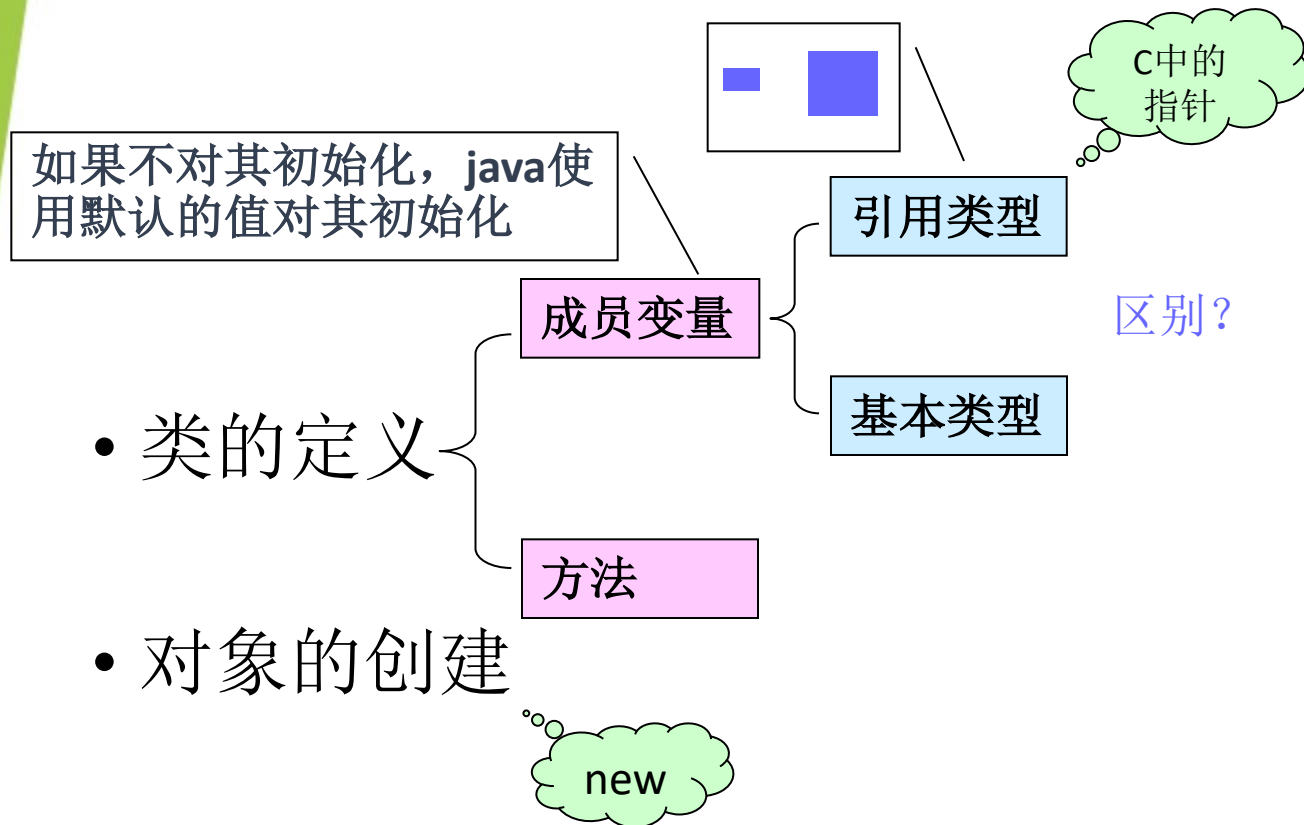 C中的
指针
如果不对其初始化，java使
用默认的值对其初始化
引用类型
成员变量
区别？
基本类型
• 类的定义
方法
• 对象的创建
new